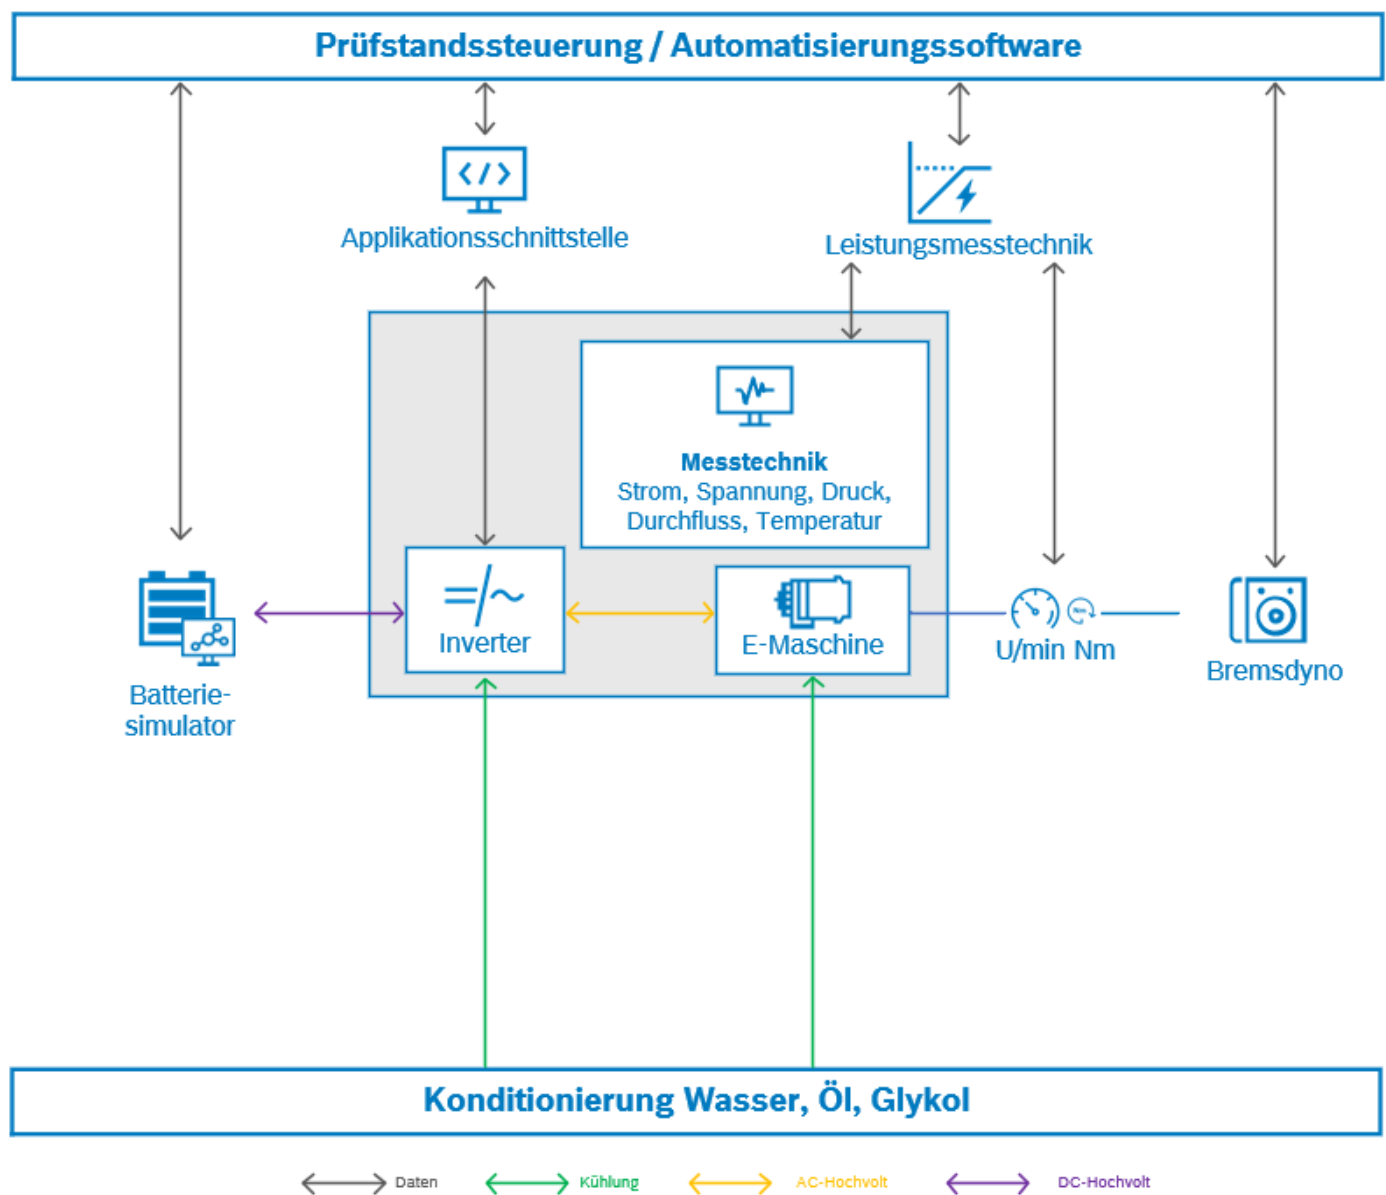 Prüfstandssteuerung / Automatisierungssoftware
</>
Applikationsschnittstelle
Leistungsmesstechnik
Messtechnik
Strom, Spannung, Druck,
Durchfluss, Temperatur
=/~
Inverter
E-Maschine
Nm
U/min Nm
Bremsdyno
Batterie-
simulator
Konditionierung Wasser, Öl, Glykol
Daten
Kühlung
AC-Hochvolt
DC-Hochvolt